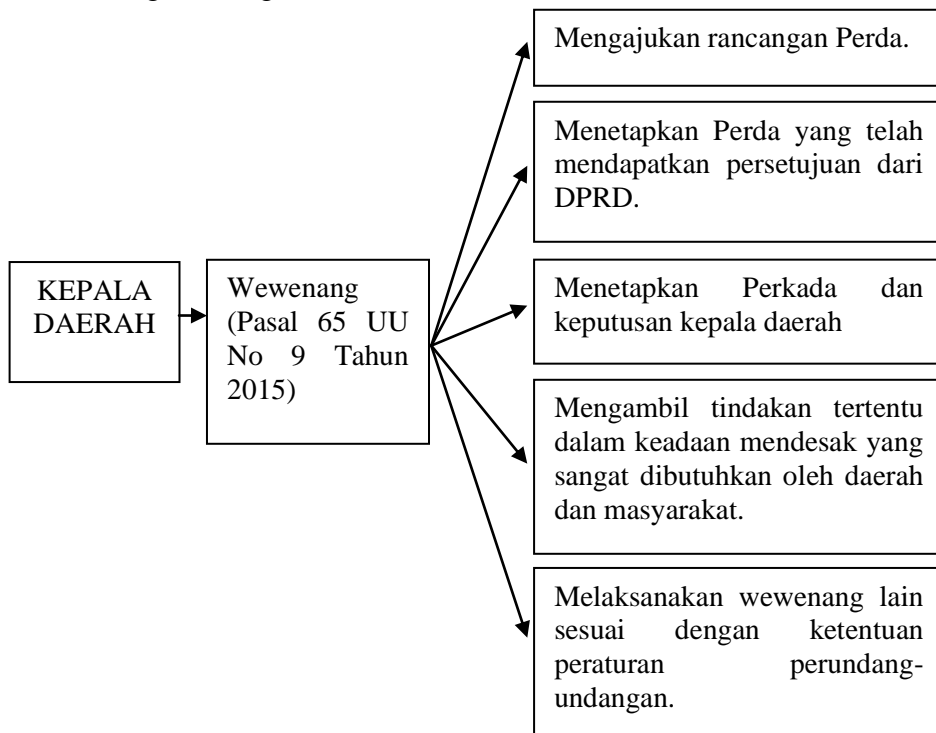 KEPALA
DAERAH
Wewenang
(Pasal 65 UU
No 9 Tahun
2015)
Mengajukan rancangan Perda.
Menetapkan Perda yang telah
mendapatkan persetujuan dari
DPRD.
Menetapkan Perkada dan
keputusan kepala daerah
Mengambil tindakan tertentu
dalam keadaan mendesak yang
sangat dibutuhkan oleh daerah
dan masyarakat.
Melaksanakan wewenang lain
sesuai dengan ketentuan
peraturan perundang-
undangan.